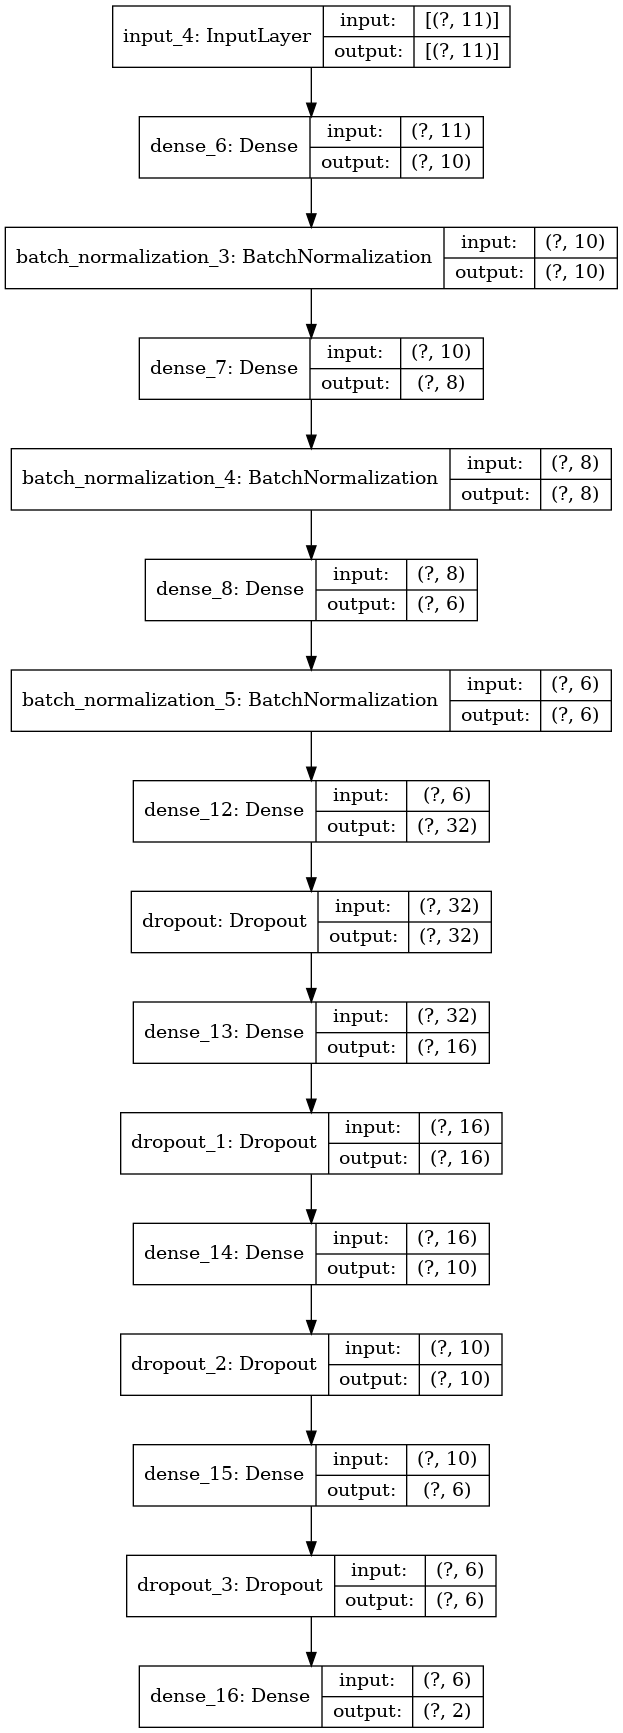 input_4: InputLayer
input: [(?, 11)]
output: [(?, 11)]
dense_6: Dense
input: (?, 11)
output: (?, 10)
batch_normalization_3: BatchNormalization
input: (?, 10)
output: (?, 10)
dense_7: Dense
input: (?, 10)
output: (?, 8)
batch_normalization_4: BatchNormalization
input: (?, 8)
output: (?, 8)
dense_8: Dense
input: (?, 8)
output: (?, 6)
batch_normalization_5: BatchNormalization
input: (?, 6)
output: (?, 6)
dense_12: Dense
input: (?, 6)
output: (?, 32)
dropout: Dropout
input: (?, 32)
output: (?, 32)
dense_13: Dense
input: (?, 32)
output: (?, 16)
dropout_1: Dropout
input: (?, 16)
output: (?, 16)
dense_14: Dense
input: (?, 16)
output: (?, 10)
dropout_2: Dropout
input: (?, 10)
output: (?, 10)
dense_15: Dense
input: (?, 10)
output: (?, 6)
dropout_3: Dropout
input: (?, 6)
output: (?, 6)
dense_16: Dense
input: (?, 6)
output: (?, 2)